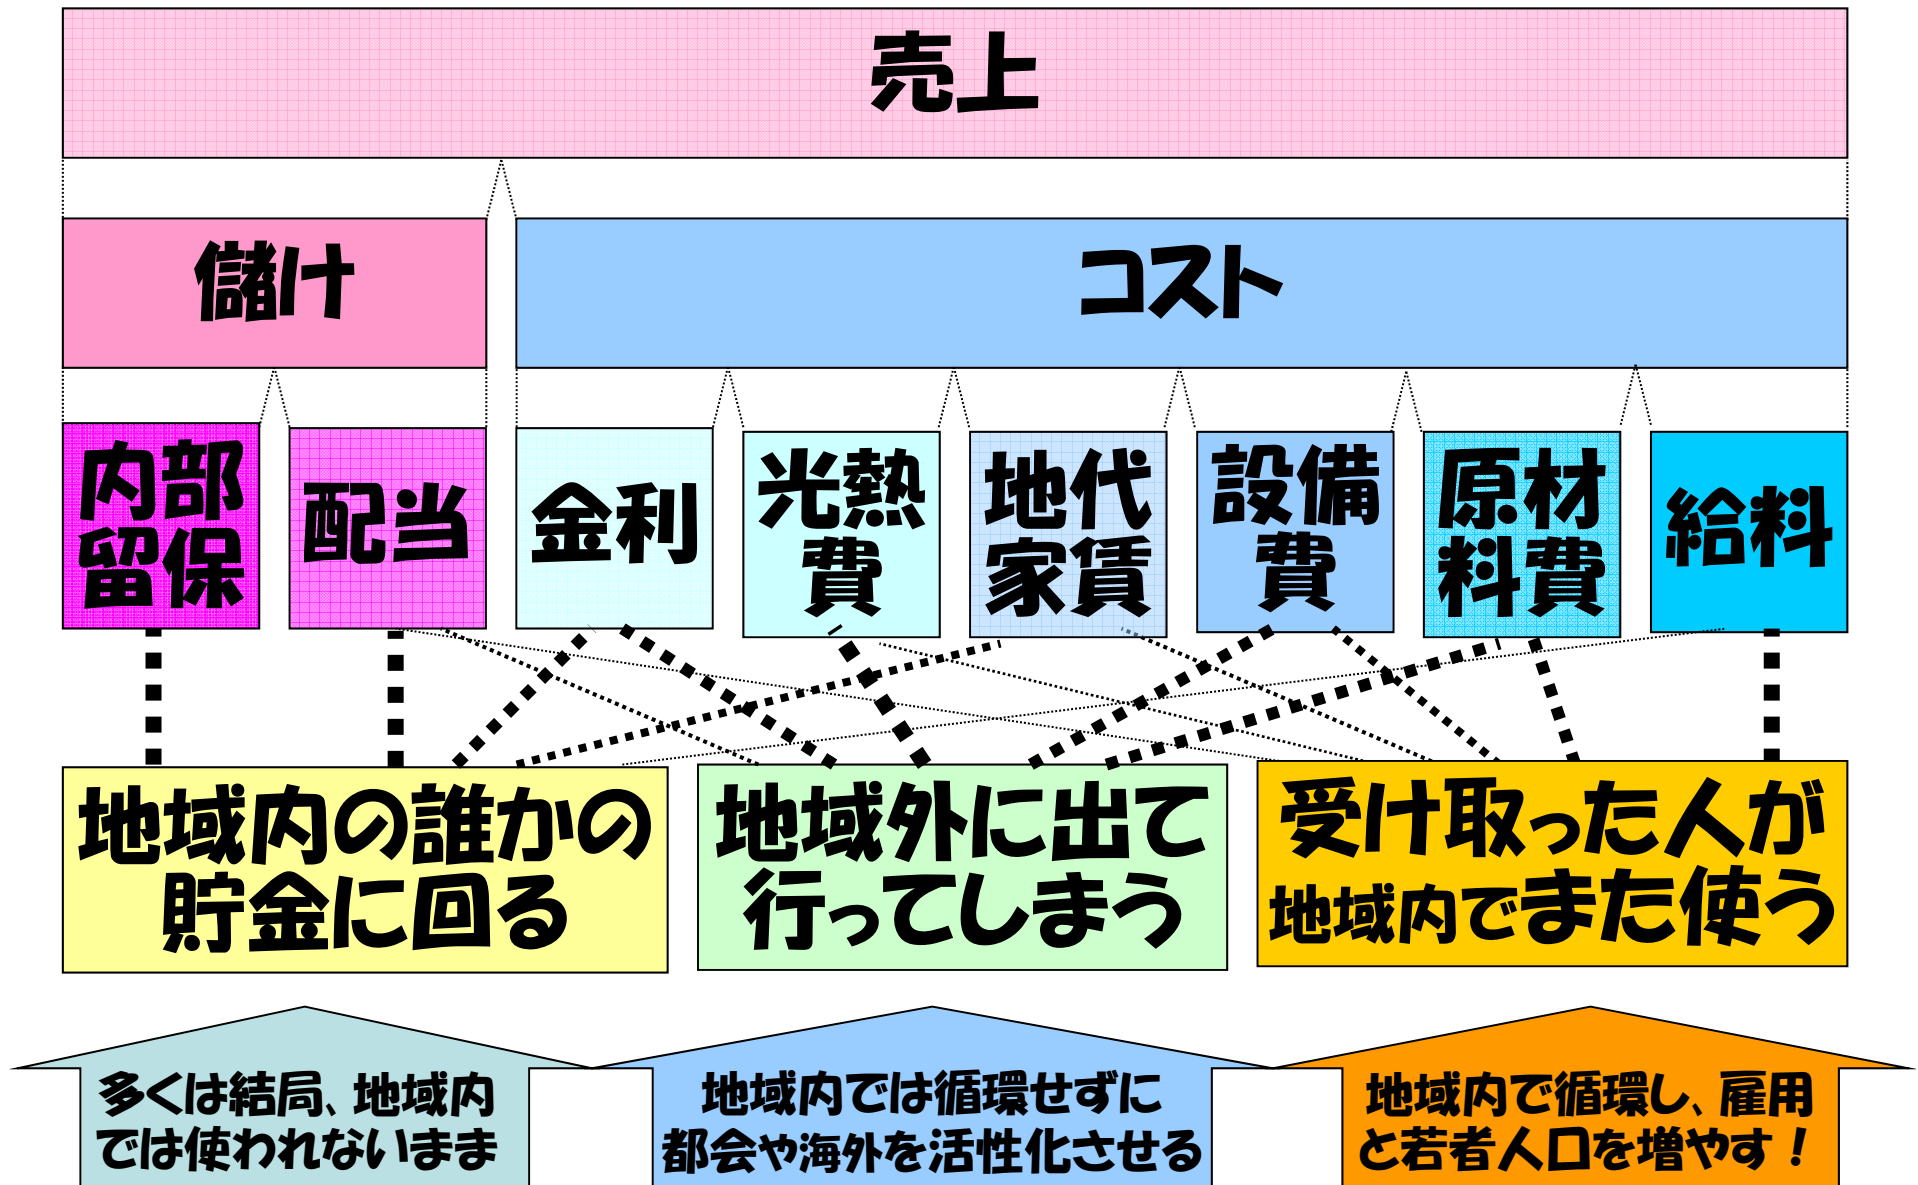 売上
儲け
コスト
内部
留保
配当
金利
光熱
費
地代
家賃
設備
費
原材
料費
給料
地域内の誰かの
貯金に回る
地域外に出て
行ってしまう
受け取った人が
地域内でまた使う
多くは結局、地域内
では使われないまま
地域内では循環せずに
都会や海外を活性化させる
地域内で循環し、雇用
と若者人口を増やす！